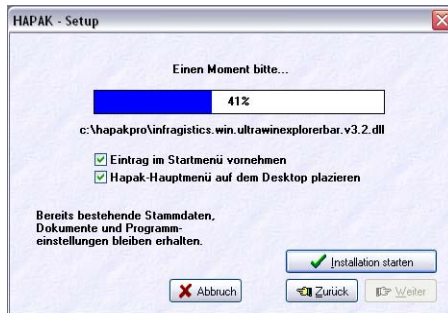 HAPAK - Setup
Einen Moment bitte...
41%
c:\hapakpro\infragistics.win.ultrawinexplorerbar.v3.2.dll
Eintrag im Startmenü vornehmen
Hapak-Hauptmenü auf dem Desktop plazieren
Bereits bestehende Stammdaten,
Dokumente und Programm-
einstellungen bleiben erhalten.
Installation starten
Abbruch
Zurück
Weiter